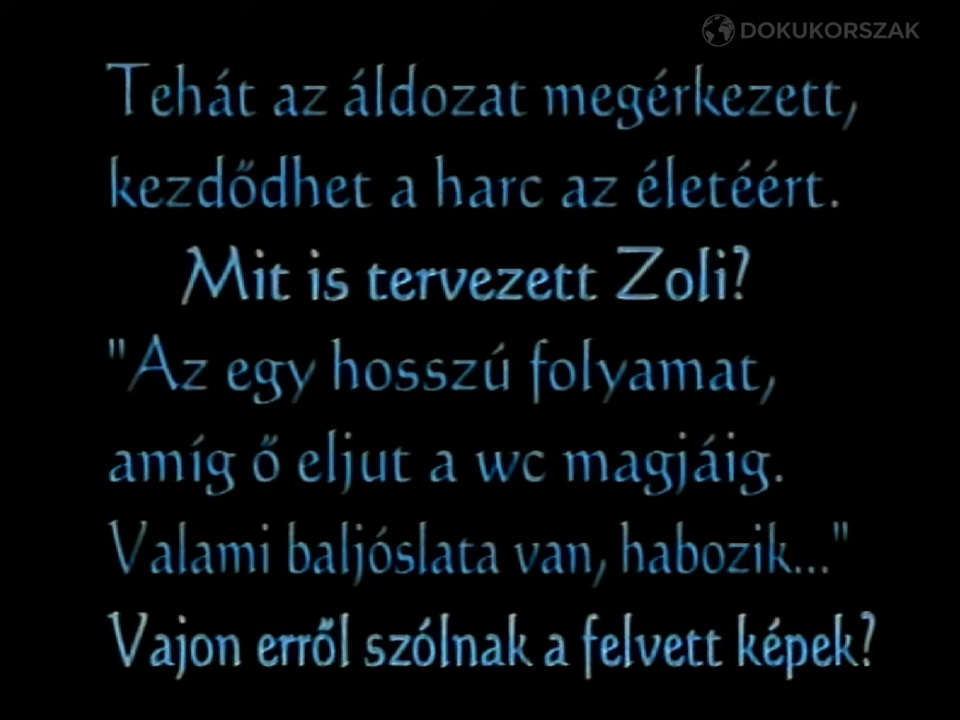 DOKUKORSZAK
Tehát az áldozat megérkezett,
kezdődhet a harc az életéért.
Mit is tervezett Zoli?
"Az egy hosszú folyamat,
amíg ő eljut a wc magjáig.
Valami baljóslata van, habozik..."
Vajon erről szólnak a felvett képek?